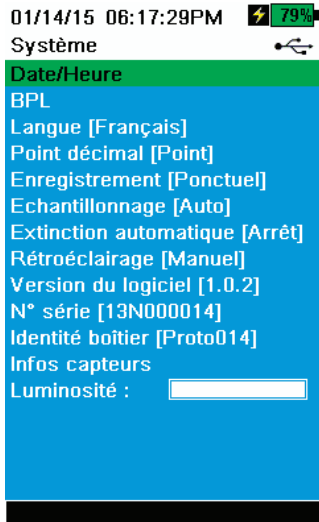 01/14/15 06:17:29PM 79%
Système
Date/Heure
BPL
Langue [Français]
Point décimal [Point]
Enregistrement [Ponctuel]
Echantillonnage [Auto]
Extinction automatique [Arrêt]
Rétroéclairage [Manuel]
Version du logiciel [1.0.2]
N° série [13N000014]
Identité boîtier [Proto014]
Infos capteurs
Luminosité :